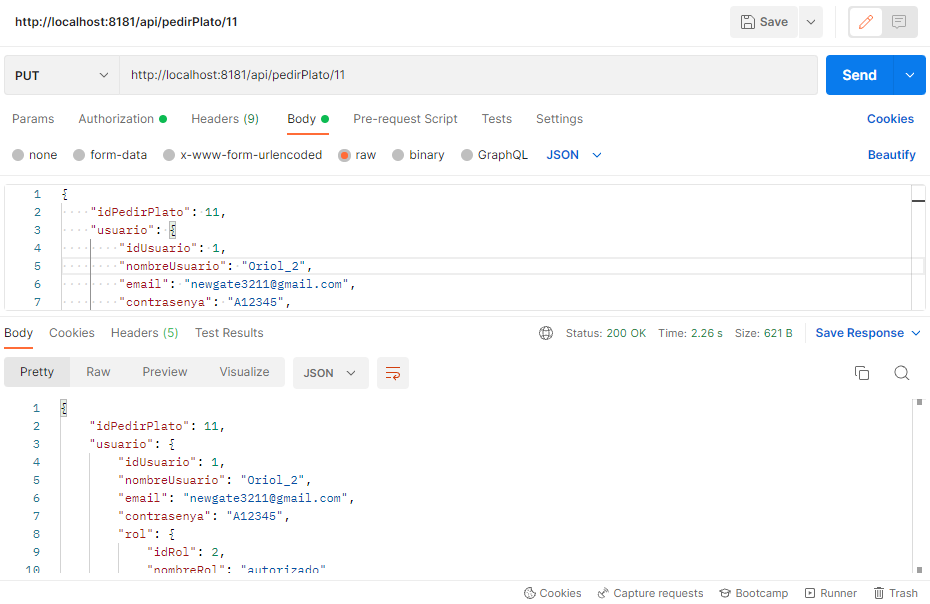 http://localhost:8181/api/pedirPlato/11
Save
PUT
http://localhost:8181/api/pedirPlato/11
Send
Params Authorization Headers (9) Body Pre-request Script Tests Settings Cookies
none form-data x-www-form-urlencoded raw binary GraphQL JSON Beautify
1 {
2 "idPedirPlato": 11,
3 "usuario": {
4 "idUsuario": 1,
5 "nombreUsuario": "Oriol_2",
6 "email": "newgate3211@gmail.com",
7 "contrasenya": "A12345",
Body Cookies Headers (5) Test Results Status: 200 OK Time: 2.26 s Size: 621 B Save Response
Pretty Raw Preview Visualize JSON
1 {
2 "idPedirPlato": 11,
3 "usuario": {
4 "idUsuario": 1,
5 "nombreUsuario": "Oriol_2",
6 "email": "newgate3211@gmail.com",
7 "contrasenya": "A12345",
8 "rol": {
9 "idRol": 2,
10 "nombreRol": "autorizado"
Cookies Capture requests Bootcamp Runner Trash